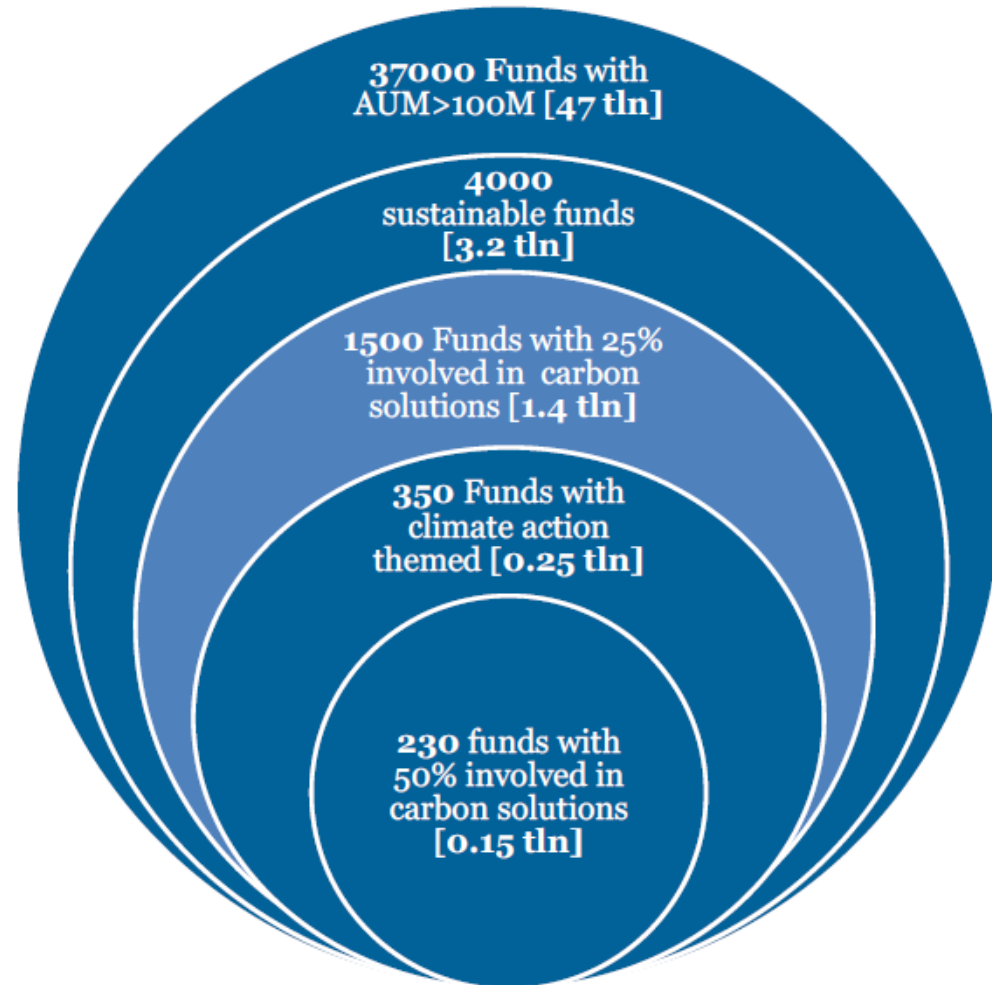 37000 Funds with
AUM>100M [47 tln]
4000
sustainable funds
[3.2 tln]
1500 Funds with 25%
involved in carbon
solutions [1.4 tln]
350 Funds with
climate action
themed [0.25 tln]
230 funds with
50% involved in
carbon solutions
[0.15 tln]